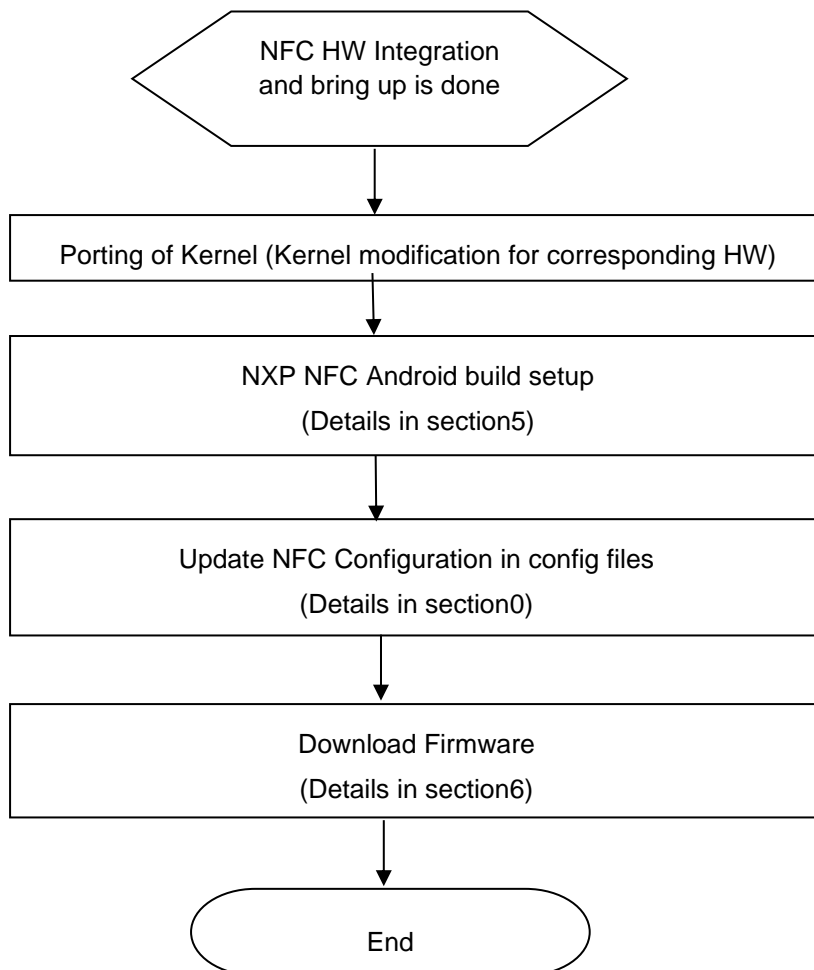 NFC HW Integration
and bring up is done
Porting of Kernel (Kernel modification for corresponding HW)
NXP NFC Android build setup
(Details in section5)
Update NFC Configuration in config files
(Details in section0)
Download Firmware
(Details in section6)
End